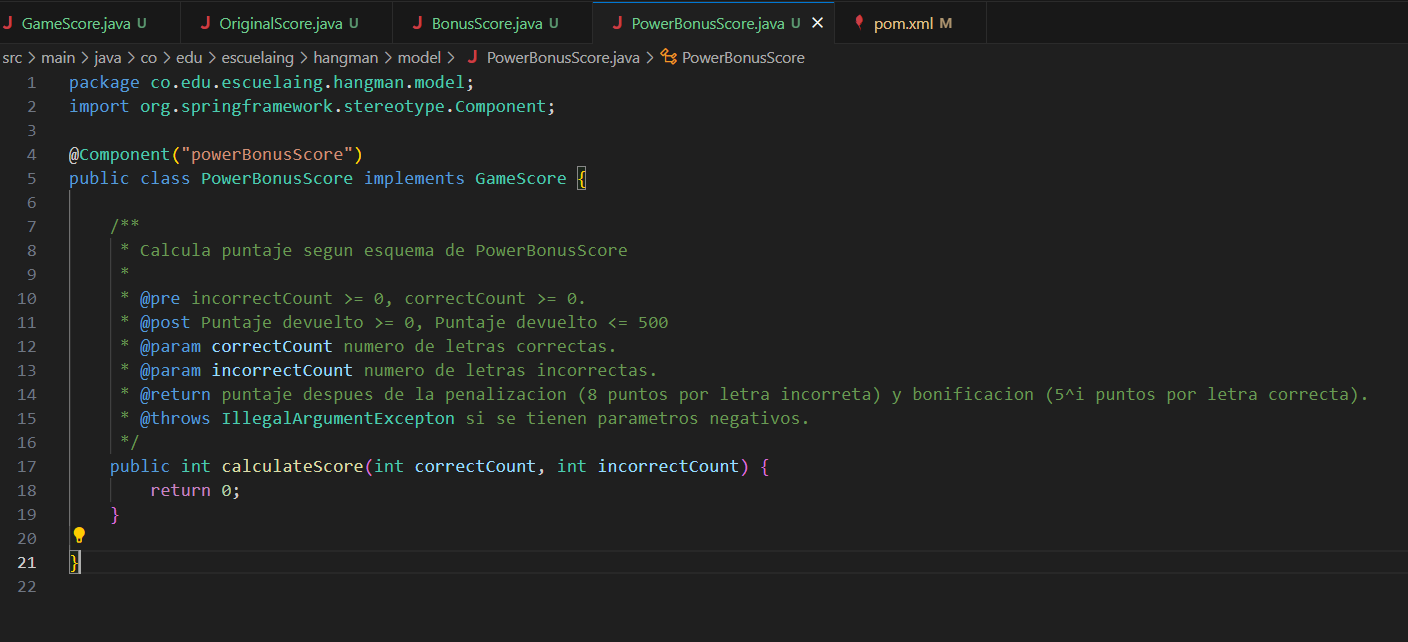 GameScore.java U OriginalScore.java U BonusScore.java U PowerBonusScore.java U × pom.xml M
src > main > java > co > edu > escuelaing > hangman > model > J PowerBonusScore.java > PowerBonusScore
1 package co.edu.escuelaing.hangman.model;
2 import org.springframework.stereotype.Component;
3
4 @Component("powerBonusScore")
5 public class PowerBonusScore implements GameScore {
6
7 /**
8 * Calcula puntaje segun esquema de PowerBonusScore
9 *
10 * @pre incorrectCount >= 0, correctCount >= 0.
11 * @post Puntaje devuelto >= 0, Puntaje devuelto <= 500
12 * @param correctCount numero de letras correctas.
13 * @param incorrectCount numero de letras incorrectas.
14 * @return puntaje despues de la penalizacion (8 puntos por letra incorreta) y bonificacion (5^i puntos por letra correcta).
15 * @throws IllegalArgumentExcepton si se tienen parametros negativos.
16 */
17 public int calculateScore(int correctCount, int incorrectCount) {
18 return 0;
19 }
20
21 }
22